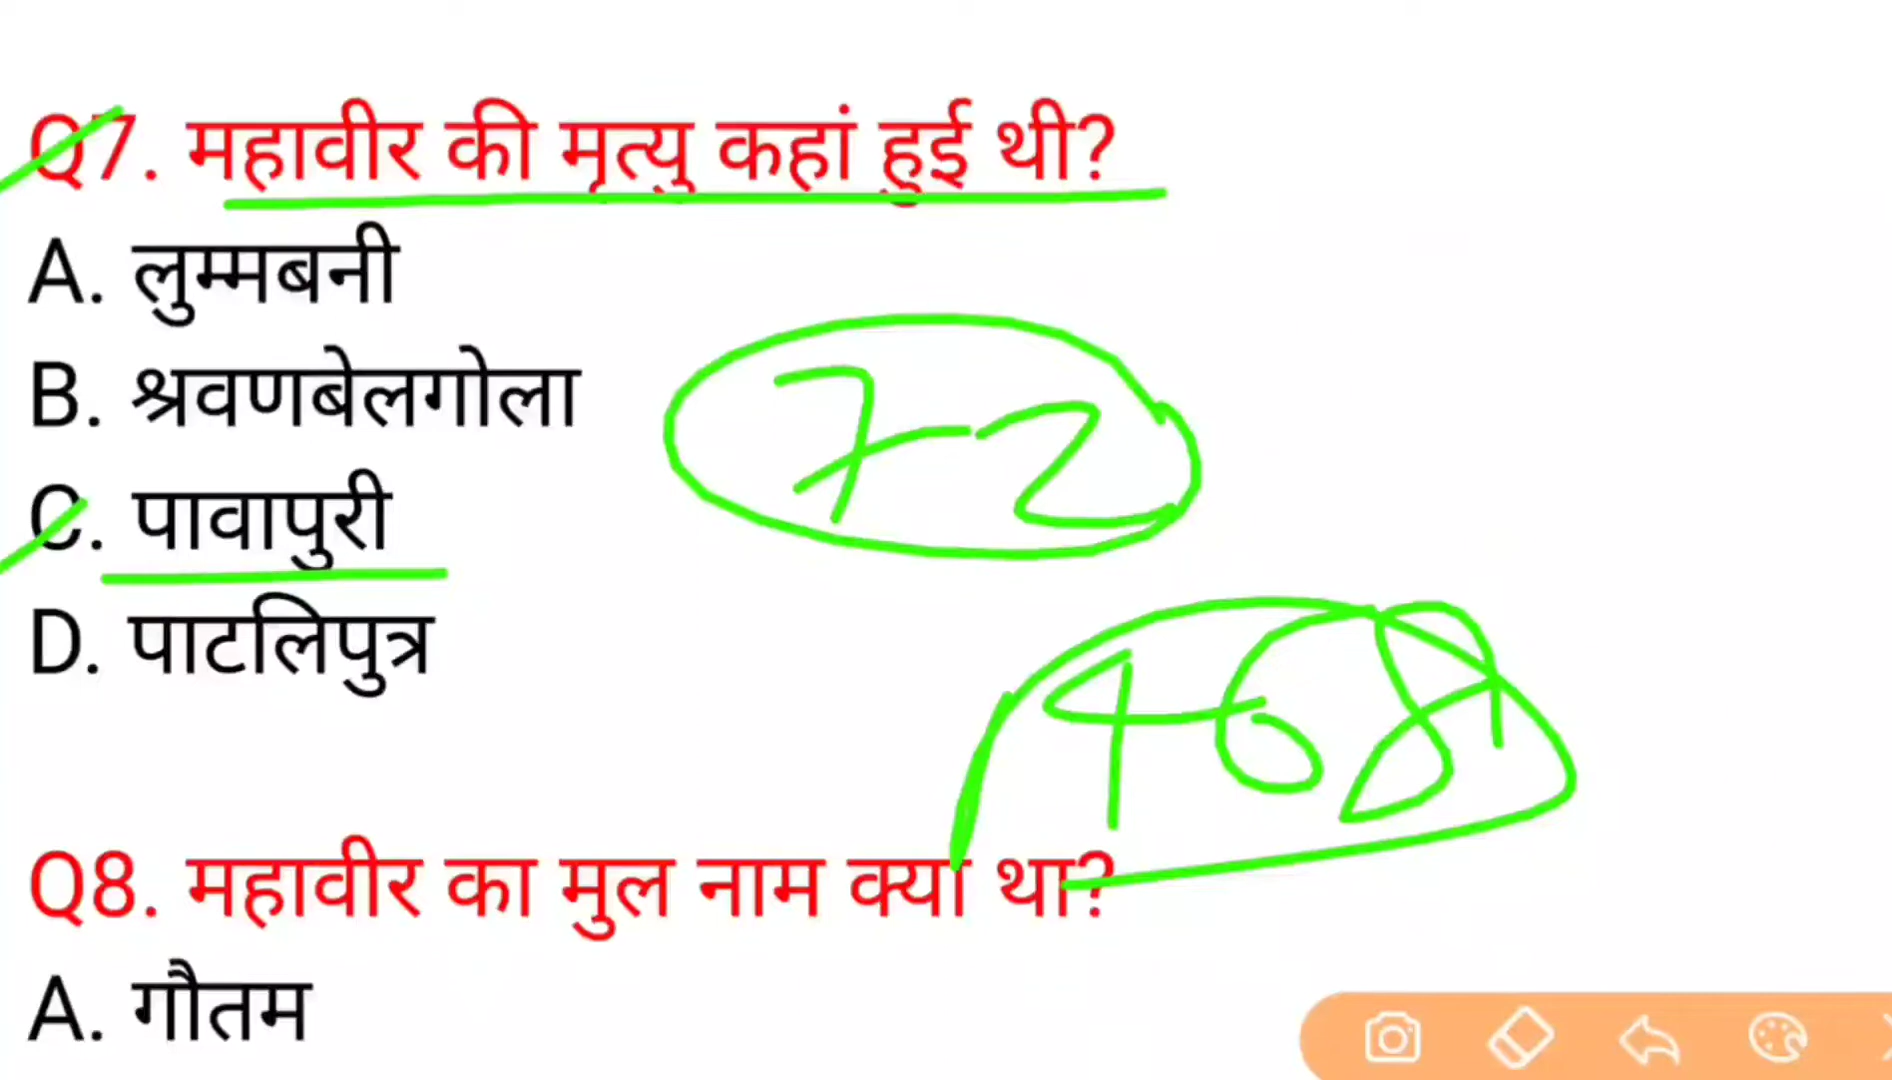 Q7. महावीर की मृत्यु कहां हुई थी?
A. लुम्मबनी
B. श्रवणबेलगोला
72
C. पावापुरी
D. पाटलिपुत्र
468
Q8. महावीर का मुल नाम क्या था?
A. गौतम